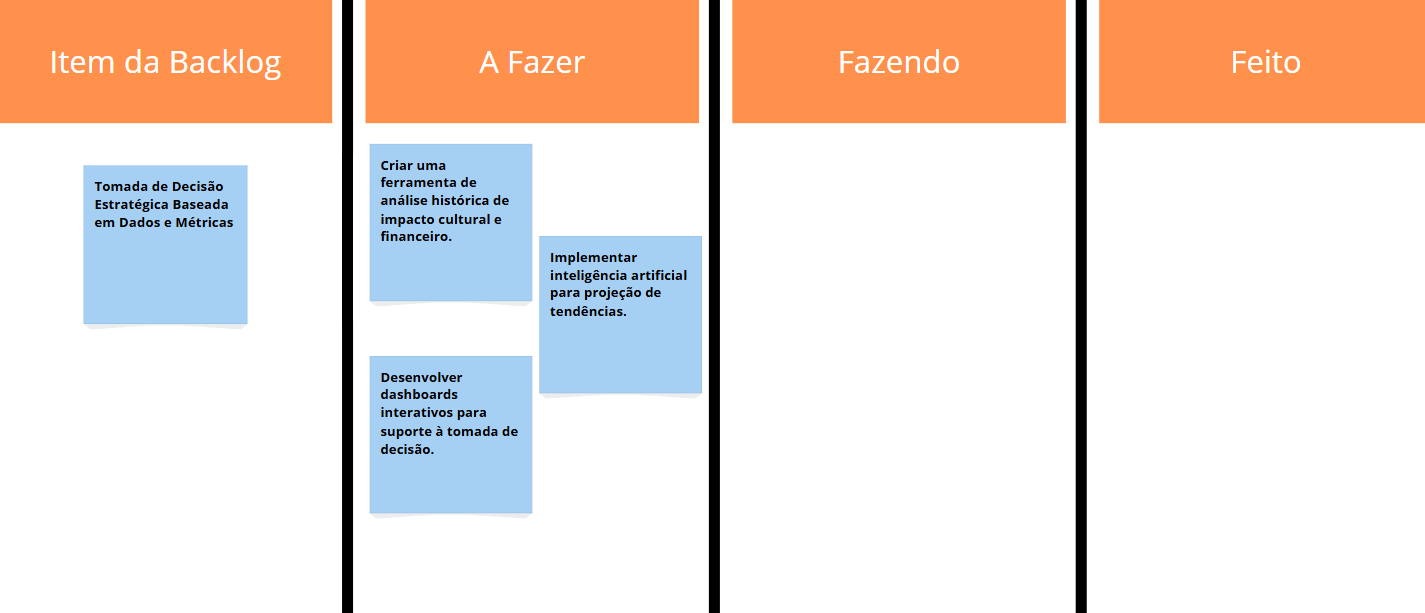 Item da Backlog
A Fazer
Fazendo
Feito
Tomada de Decisão
Estratégica Baseada
em Dados e Métricas
Criar uma
ferramenta de
análise histórica de
impacto cultural e
financeiro.
Implementar
inteligência artificial
para projeção de
tendências.
Desenvolver
dashboards
interativos para
suporte à tomada de
decisão.